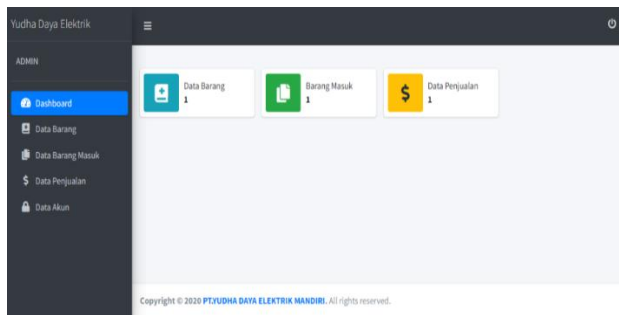 Yudha Daya Elektrik
ADMIN
Dashboard
Data Barang
Data Barang Masuk
Data Penjualan
Data Akun
Data Barang
1
Barang Masuk
1
Data Penjualan
1
Copyright © 2020 PT.YUDHA DAYA ELEKTRIK MANDIRI. All rights reserved.